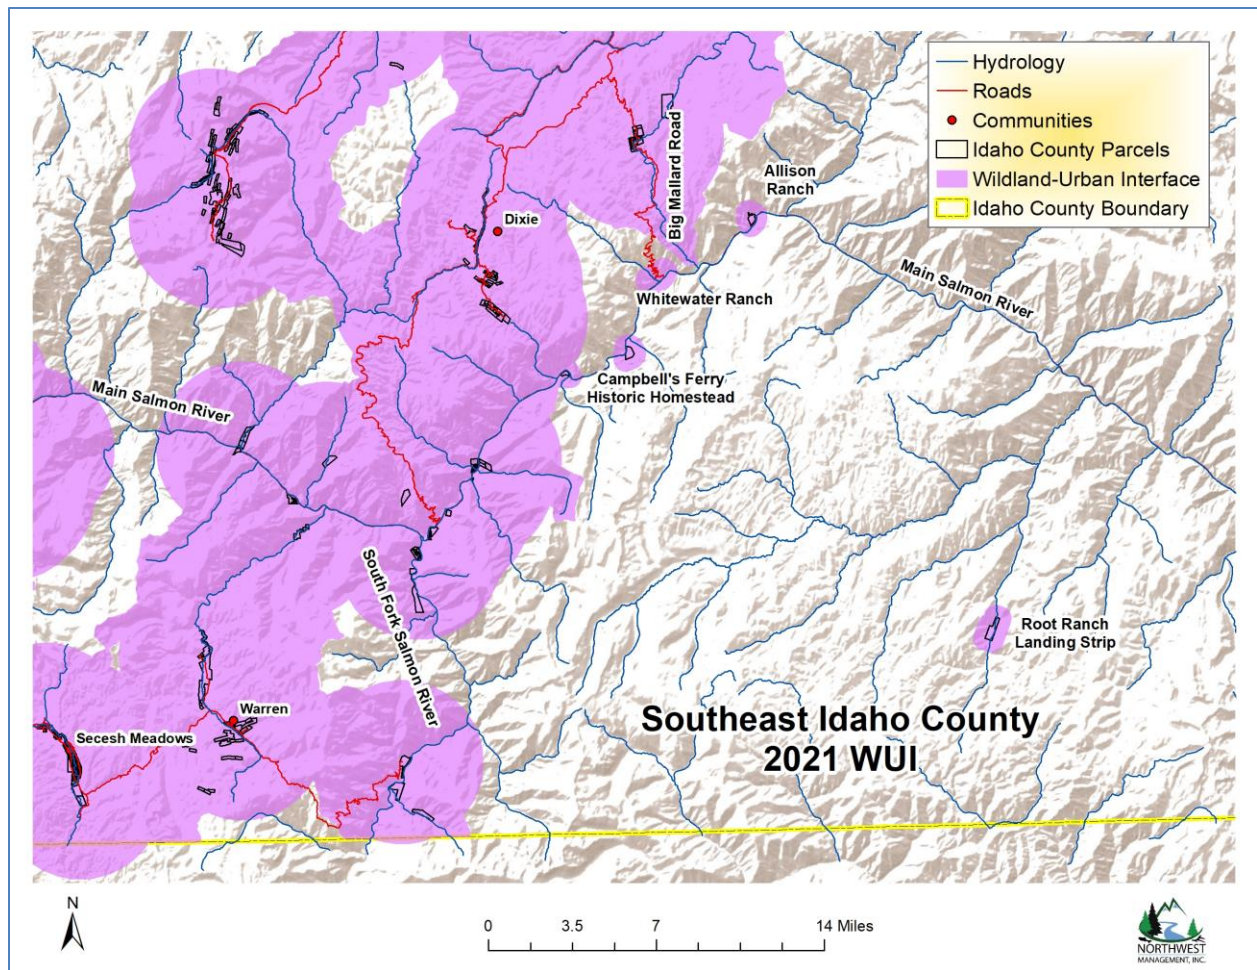 Hydrology
Roads
Communities
Idaho County Parcels
Wildland-Urban Interface
Idaho County Boundary
Big Mallard Road
Allison
Ranch
Dixie
Main Salmon River
Whitewater Ranch
Campbell's Ferry
Historic Homestead
Main Salmon River
South Fork Salmon River
Root Ranch
Landing Strip
Warren
Secesh Meadows
Southeast Idaho County
2021 WUI
N
0 3.5 7 14 Miles
NORTHWEST
MANAGEMENT, INC.